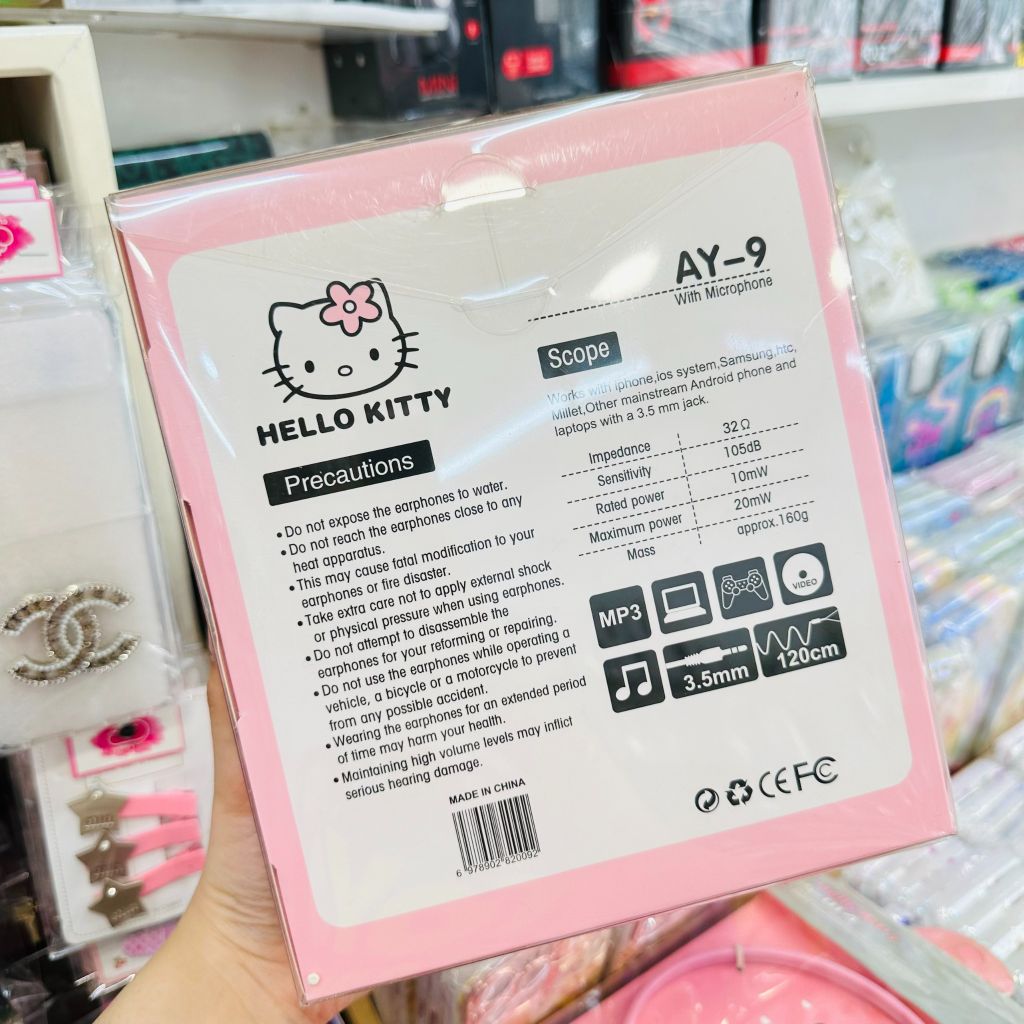 MINI
HELLO KITTY
AY-9
With Microphone
Precautions
• Do not expose the earphones to water.
• Do not reach the earphones close to any
heat apparatus.
• This may cause fatal modification to your
earphones or fire disaster.
• Take extra care not to apply external shock
or physical pressure when using earphones.
• Do not attempt to disassemble the
earphones for your reforming or repairing.
• Do not use the earphones while operating a
vehicle, a bicycle or a motorcycle to prevent
from any possible accident.
• Wearing the earphones for an extended period
of time may harm your health.
• Maintaining high volume levels may inflict
serious hearing damage.
MADE IN CHINA
6 978902 820092
Scope
Works with iphone,ios system,Samsung,htc,
Millet,Other mainstream Android phone and
laptops with a 3.5 mm jack.
Impedance 32Ω
Sensitivity 105dB
Rated power 10mW
Maximum power 20mW
Mass approx.160g
MP3
VIDEO
3.5mm
120cm
CE FC